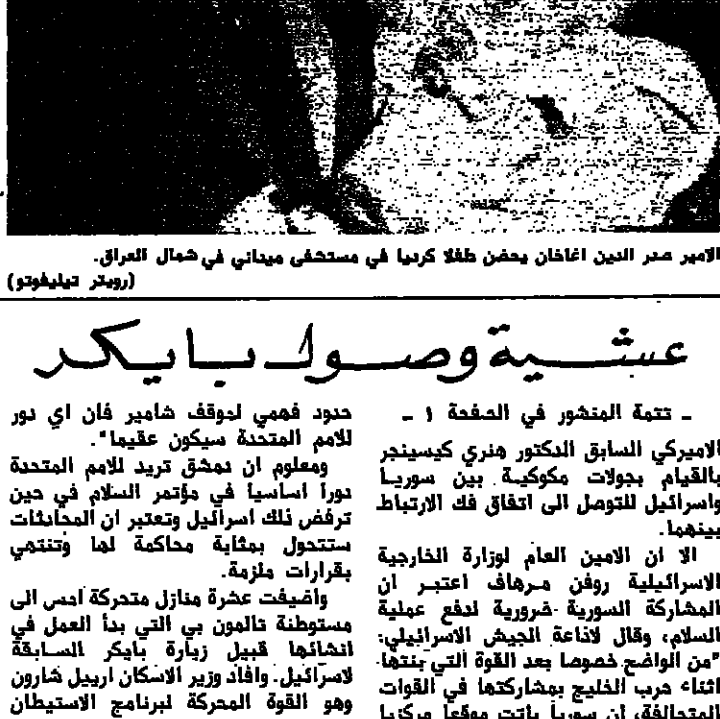 الامير صدر الدين اغاخان يحضن طفلا كرديا في مستشفى ميداني في شمال العراق.
(رويتر تيليفوتو)
عشية وصول بايكر
ـ تتمة المنشور في الصفحة ١ ـ
الاميركي السابق الدكتور هنري كيسينجر
بالقيام بجولات مكوكية بين سوريا
واسرائيل للتوصل الى اتفاق فك الارتباط
بينهما.
الا ان الامين العام لوزارة الخارجية
الاسرائيلية روفن مرهاف اعتبر ان
المشاركة السورية ضرورية لدفع عملية
السلام، وقال لاذاعة الجيش الاسرائيلي:
"من الواضح خصوصا بعد القوة التي بنتها
اثناء حرب الخليج بمشاركتها في القوات
المتحالفة، ان سوريا باتت موقعا مركزيا
حدود فهمي لموقف شامير فان اي دور
للامم المتحدة سيكون عقيما".
ومعلوم ان دمشق تريد للامم المتحدة
دورا اساسيا في مؤتمر السلام في حين
ترفض ذلك اسرائيل وتعتبر ان المحادثات
ستتحول بمثابة محاكمة لها وتنتهي
بقرارات ملزمة.
واضيفت عشرة منازل متحركة امس الى
مستوطنة تالمون بي التي بدأ العمل في
انشائها قبيل زيارة بايكر السابقة
لاسرائيل. وافاد وزير الاسكان ارييل شارون
وهو القوة المحركة لبرنامج الاستيطان